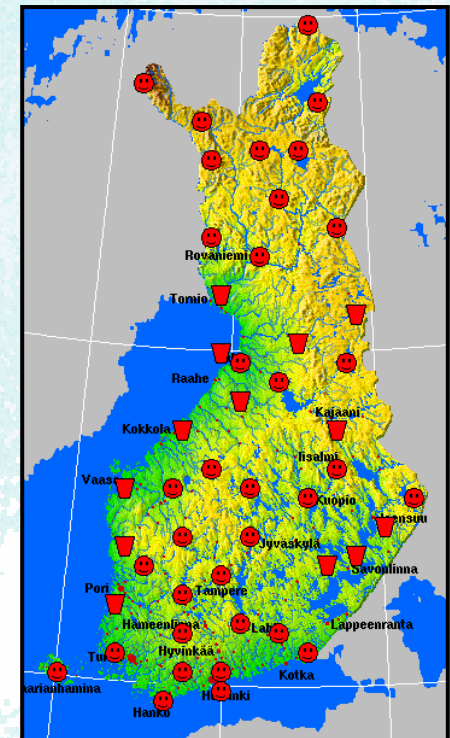 Rovaniemi
Tornio
Raahe
Kajaani
Kokkola
Iisalmi
Vaasa
Kuopio
Jyväskylä
Savonlinna
Pori
Tampere
Hämeenlinna
Lappeenranta
Hyvinkää
Kotka
Hanko